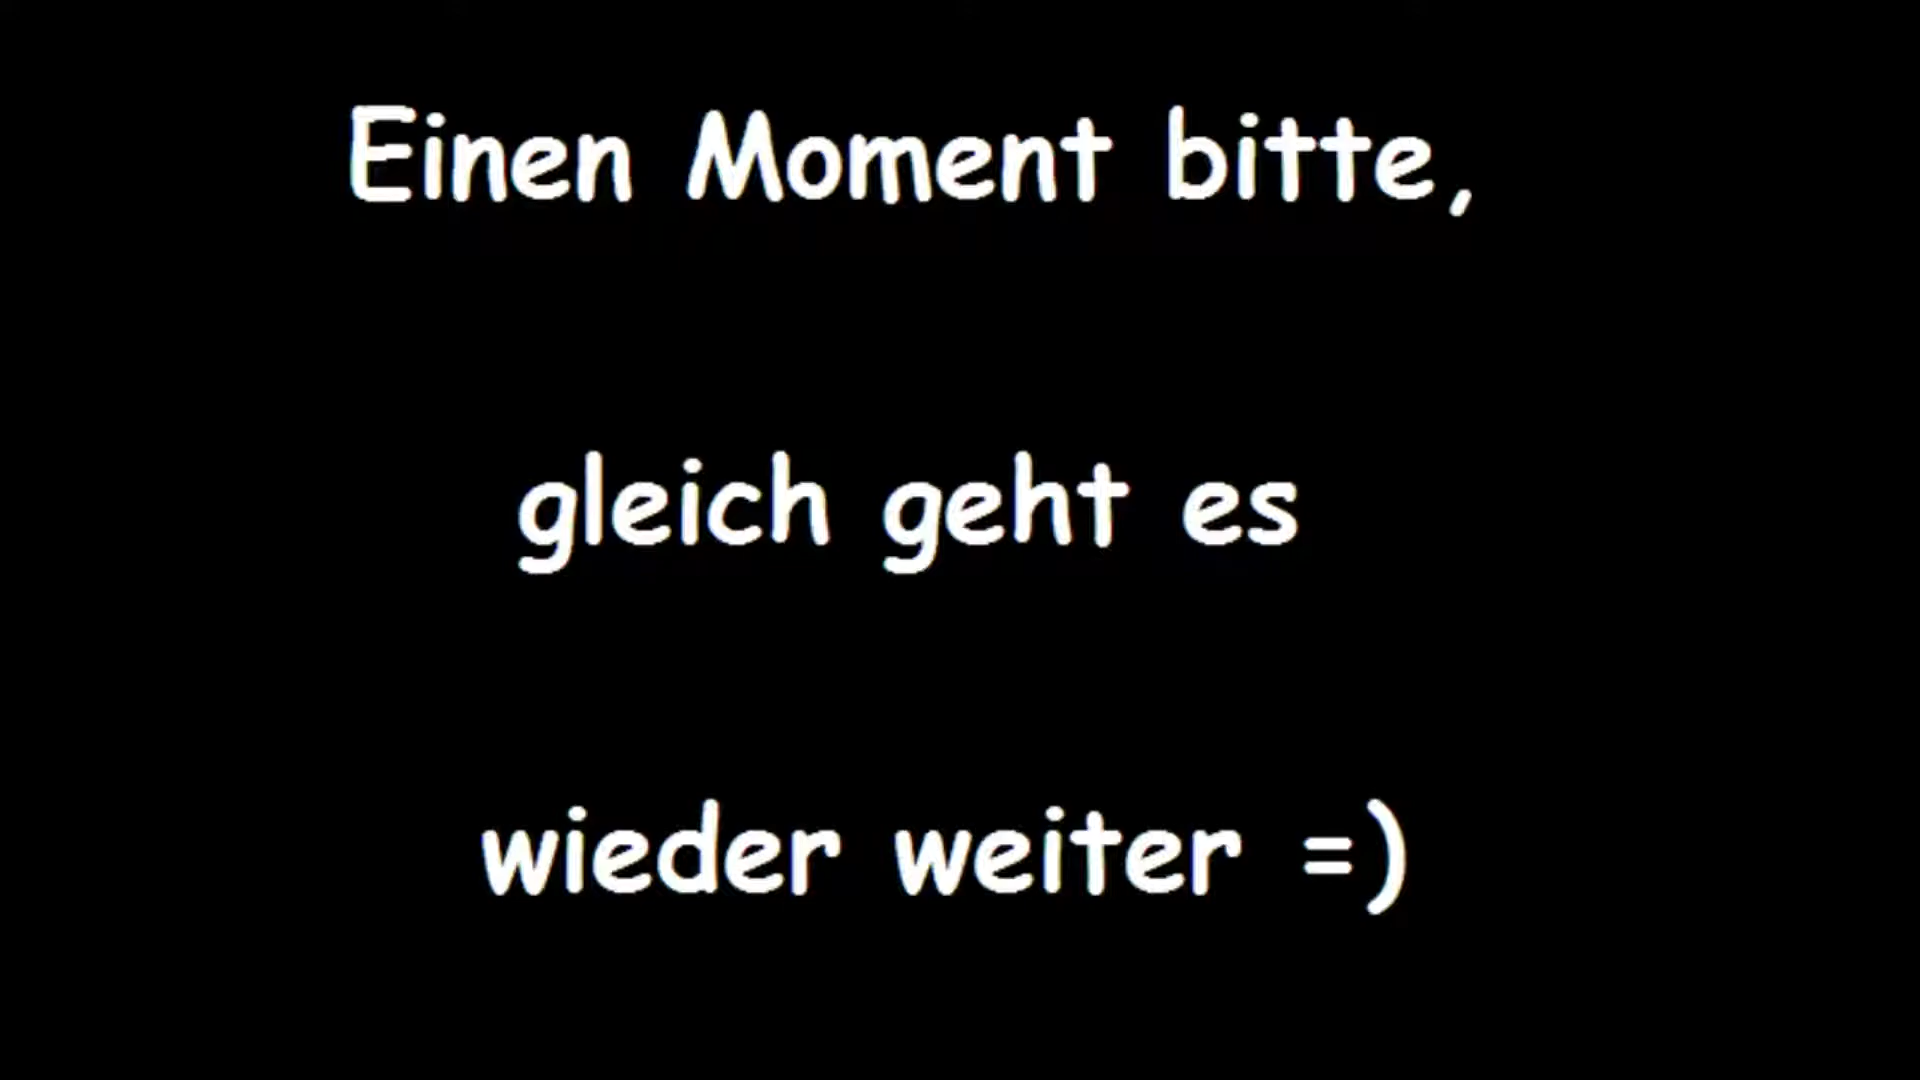 Einen Moment bitte,
gleich geht es
wieder weiter =)